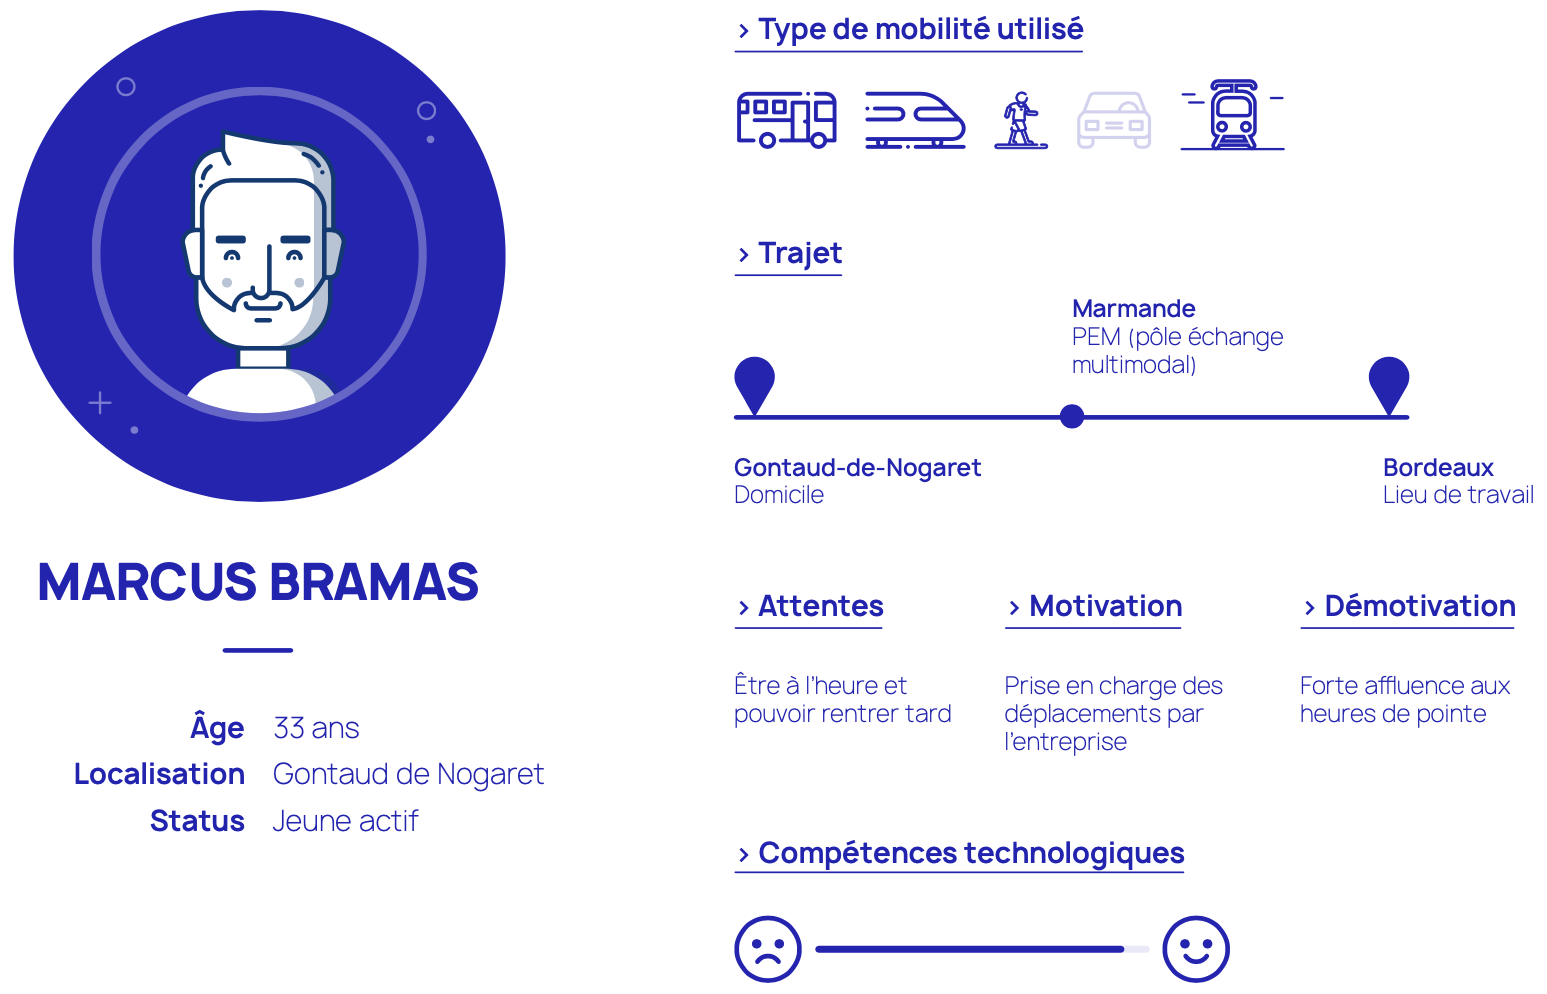 MARCUS BRAMAS
Âge 33 ans
Localisation Gontaud de Nogaret
Status Jeune actif
> Type de mobilité utilisé
> Trajet
Marmande
PEM (pôle échange
multimodal)
Gontaud-de-Nogaret
Domicile
Bordeaux
Lieu de travail
> Attentes
Être à l'heure et
pouvoir rentrer tard
> Motivation
Prise en charge des
déplacements par
l'entreprise
> Démotivation
Forte affluence aux
heures de pointe
> Compétences technologiques